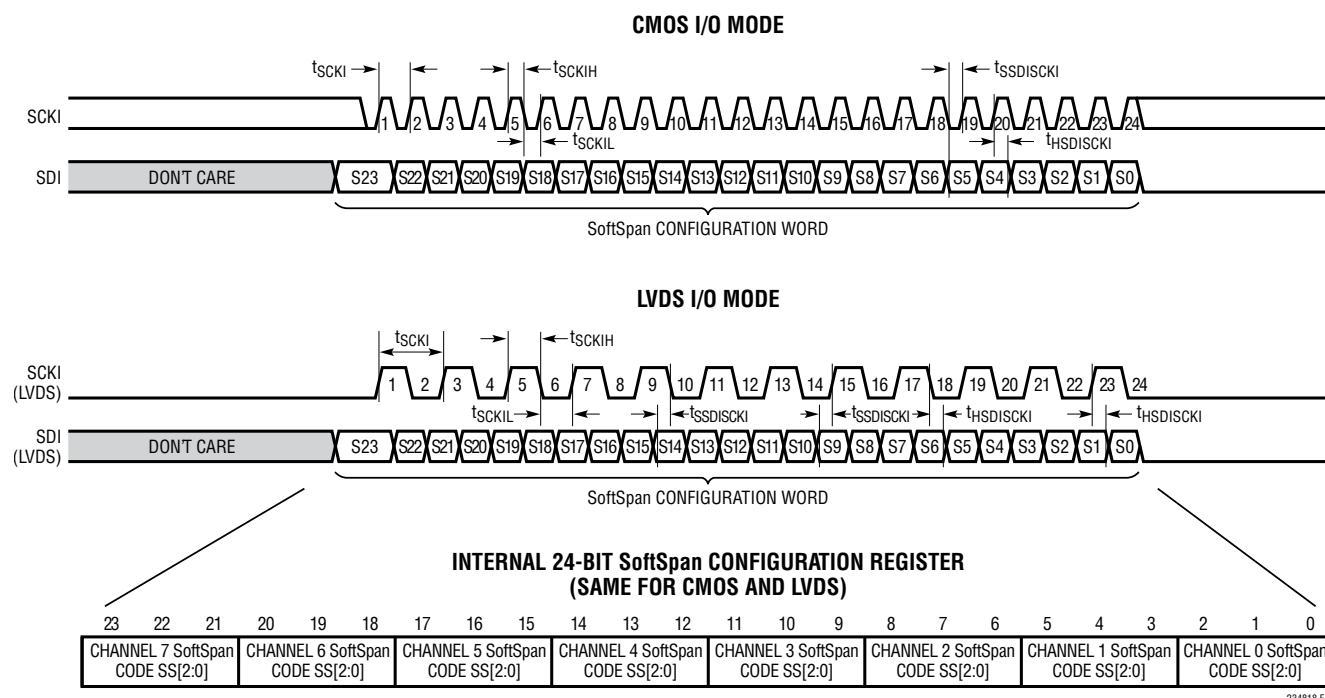 CMOS I/O MODE
tSCKI tSCKIH tSSDISCKI
SCKI 1 2 3 4 5 6 7 8 9 10 11 12 13 14 15 16 17 18 19 20 21 22 23 24
tSCKIL tHSDISCKI
SDI DON'T CARE S23 S22 S21 S20 S19 S18 S17 S16 S15 S14 S13 S12 S11 S10 S9 S8 S7 S6 S5 S4 S3 S2 S1 S0
SoftSpan CONFIGURATION WORD
LVDS I/O MODE
tSCKI tSCKIH
SCKI
(LVDS)
1 2 3 4 5 6 7 8 9 10 11 12 13 14 15 16 17 18 19 20 21 22 23 24
tSCKIL tSSDISCKI tSSDISCKI tHSDISCKI tHSDISCKI
SDI
(LVDS)
DON'T CARE S23 S22 S21 S20 S19 S18 S17 S16 S15 S14 S13 S12 S11 S10 S9 S8 S7 S6 S5 S4 S3 S2 S1 S0
SoftSpan CONFIGURATION WORD
INTERNAL 24-BIT SoftSpan CONFIGURATION REGISTER
(SAME FOR CMOS AND LVDS)
23 22 21 20 19 18 17 16 15 14 13 12 11 10 9 8 7 6 5 4 3 2 1 0
CHANNEL 7 SoftSpan CHANNEL 6 SoftSpan CHANNEL 5 SoftSpan CHANNEL 4 SoftSpan CHANNEL 3 SoftSpan CHANNEL 2 SoftSpan CHANNEL 1 SoftSpan CHANNEL 0 SoftSpan
CODE SS[2:0] CODE SS[2:0] CODE SS[2:0] CODE SS[2:0] CODE SS[2:0] CODE SS[2:0] CODE SS[2:0] CODE SS[2:0]